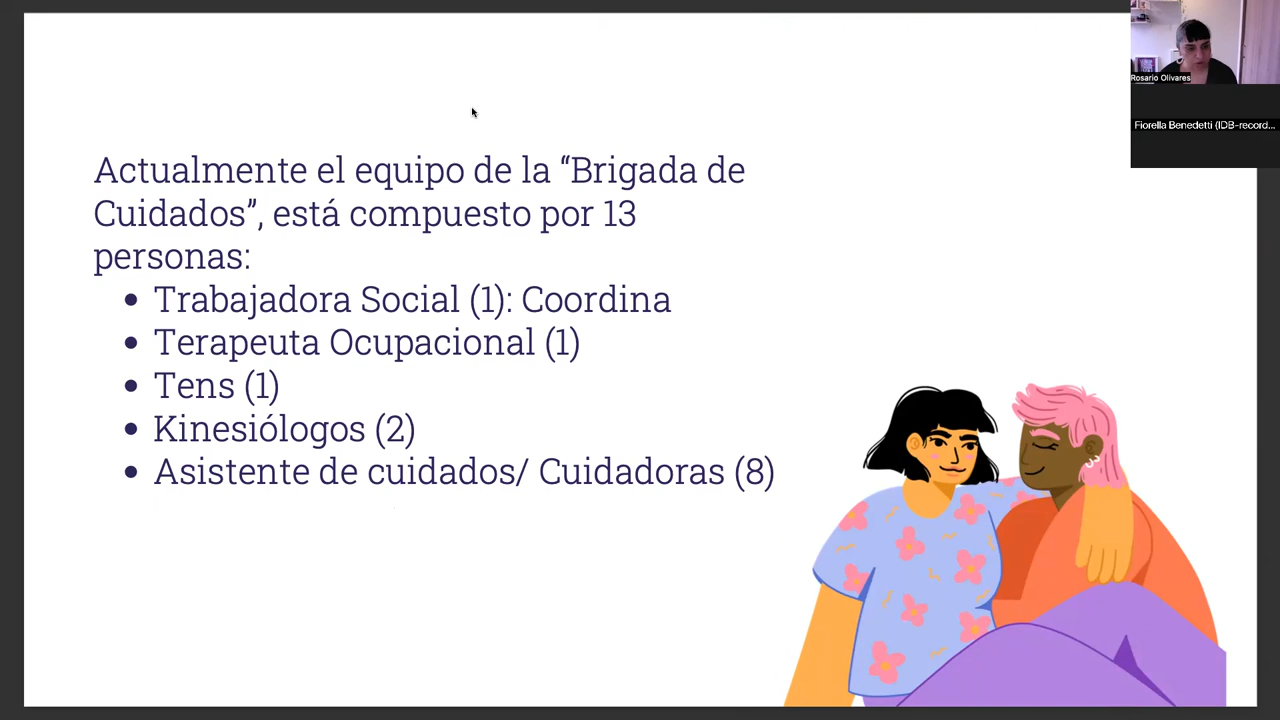 Actualmente el equipo de la “Brigada de
Cuidados”, está compuesto por 13
personas:
• Trabajadora Social (1): Coordina
• Terapeuta Ocupacional (1)
• Tens (1)
• Kinesiólogos (2)
• Asistente de cuidados/ Cuidadoras (8)
Rosario Olivares
Fiorella Benedetti (IDB-record...